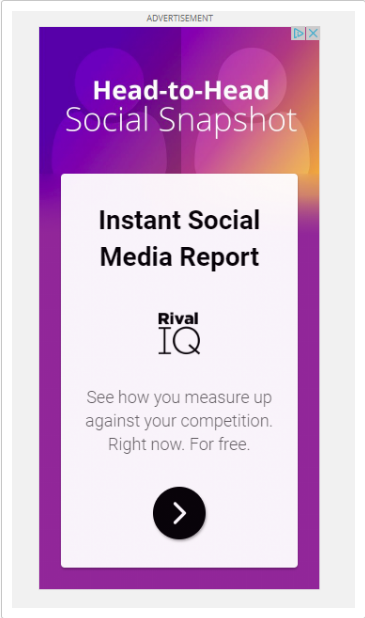 ADVERTISEMENT
Head-to-Head
Social Snapshot
Instant Social
Media Report
Rival
IQ
See how you measure up
against your competition.
Right now. For free.